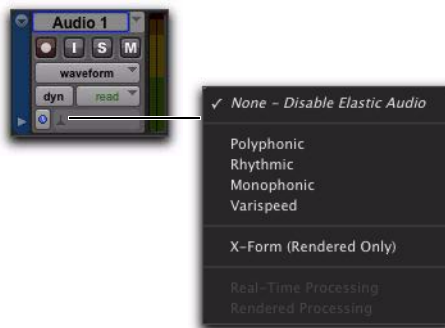 Audio 1
I S M
waveform
dyn read
✓ None – Disable Elastic Audio
Polyphonic
Rhythmic
Monophonic
Varispeed
X-Form (Rendered Only)
Real-Time Processing
Rendered Processing